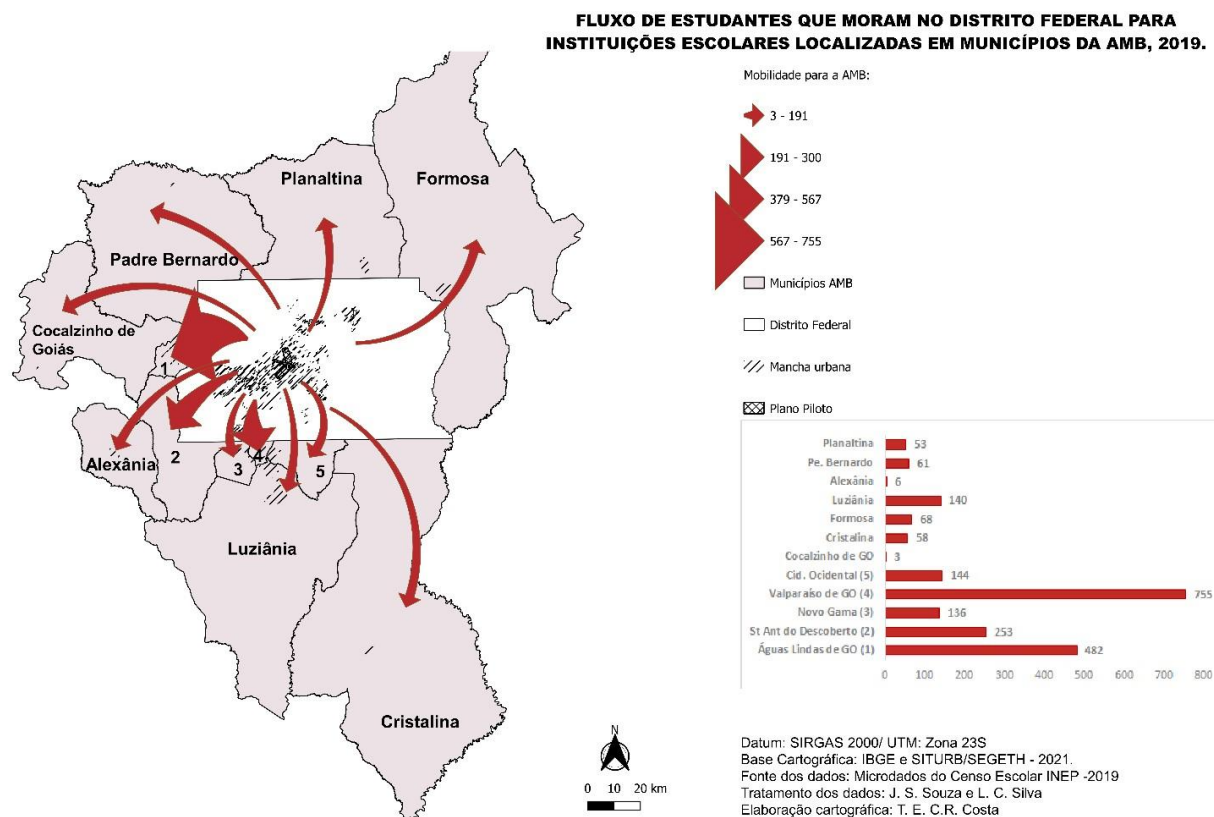 FLUXO DE ESTUDANTES QUE MORAM NO DISTRITO FEDERAL PARA
INSTITUIÇÕES ESCOLARES LOCALIZADAS EM MUNICÍPIOS DA AMB, 2019.
Mobilidade para a AMB:
3 - 191
191 - 300
379 - 567
567 - 755
Municípios AMB
Distrito Federal
Mancha urbana
Plano Piloto
Planaltina
Formosa
Padre Bernardo
Cocalzinho de
Goiás
1
Alexânia
2
3
4
5
Luziânia
Cristalina
Planaltina 53
Pe. Bernardo 61
Alexânia 6
Luziânia 140
Formosa 68
Cristalina 58
Cocalzinho de GO 3
Cid. Ocidental (5) 144
Valparaíso de GO (4) 755
Novo Gama (3) 136
St Ant do Descoberto (2) 253
Águas Lindas de GO (1) 482
0 100 200 300 400 500 600 700 800
N
0 10 20 km
Datum: SIRGAS 2000/ UTM: Zona 23S
Base Cartográfica: IBGE e SITURB/SEGETH - 2021.
Fonte dos dados: Microdados do Censo Escolar INEP -2019
Tratamento dos dados: J. S. Souza e L. C. Silva
Elaboração cartográfica: T. E. C.R. Costa